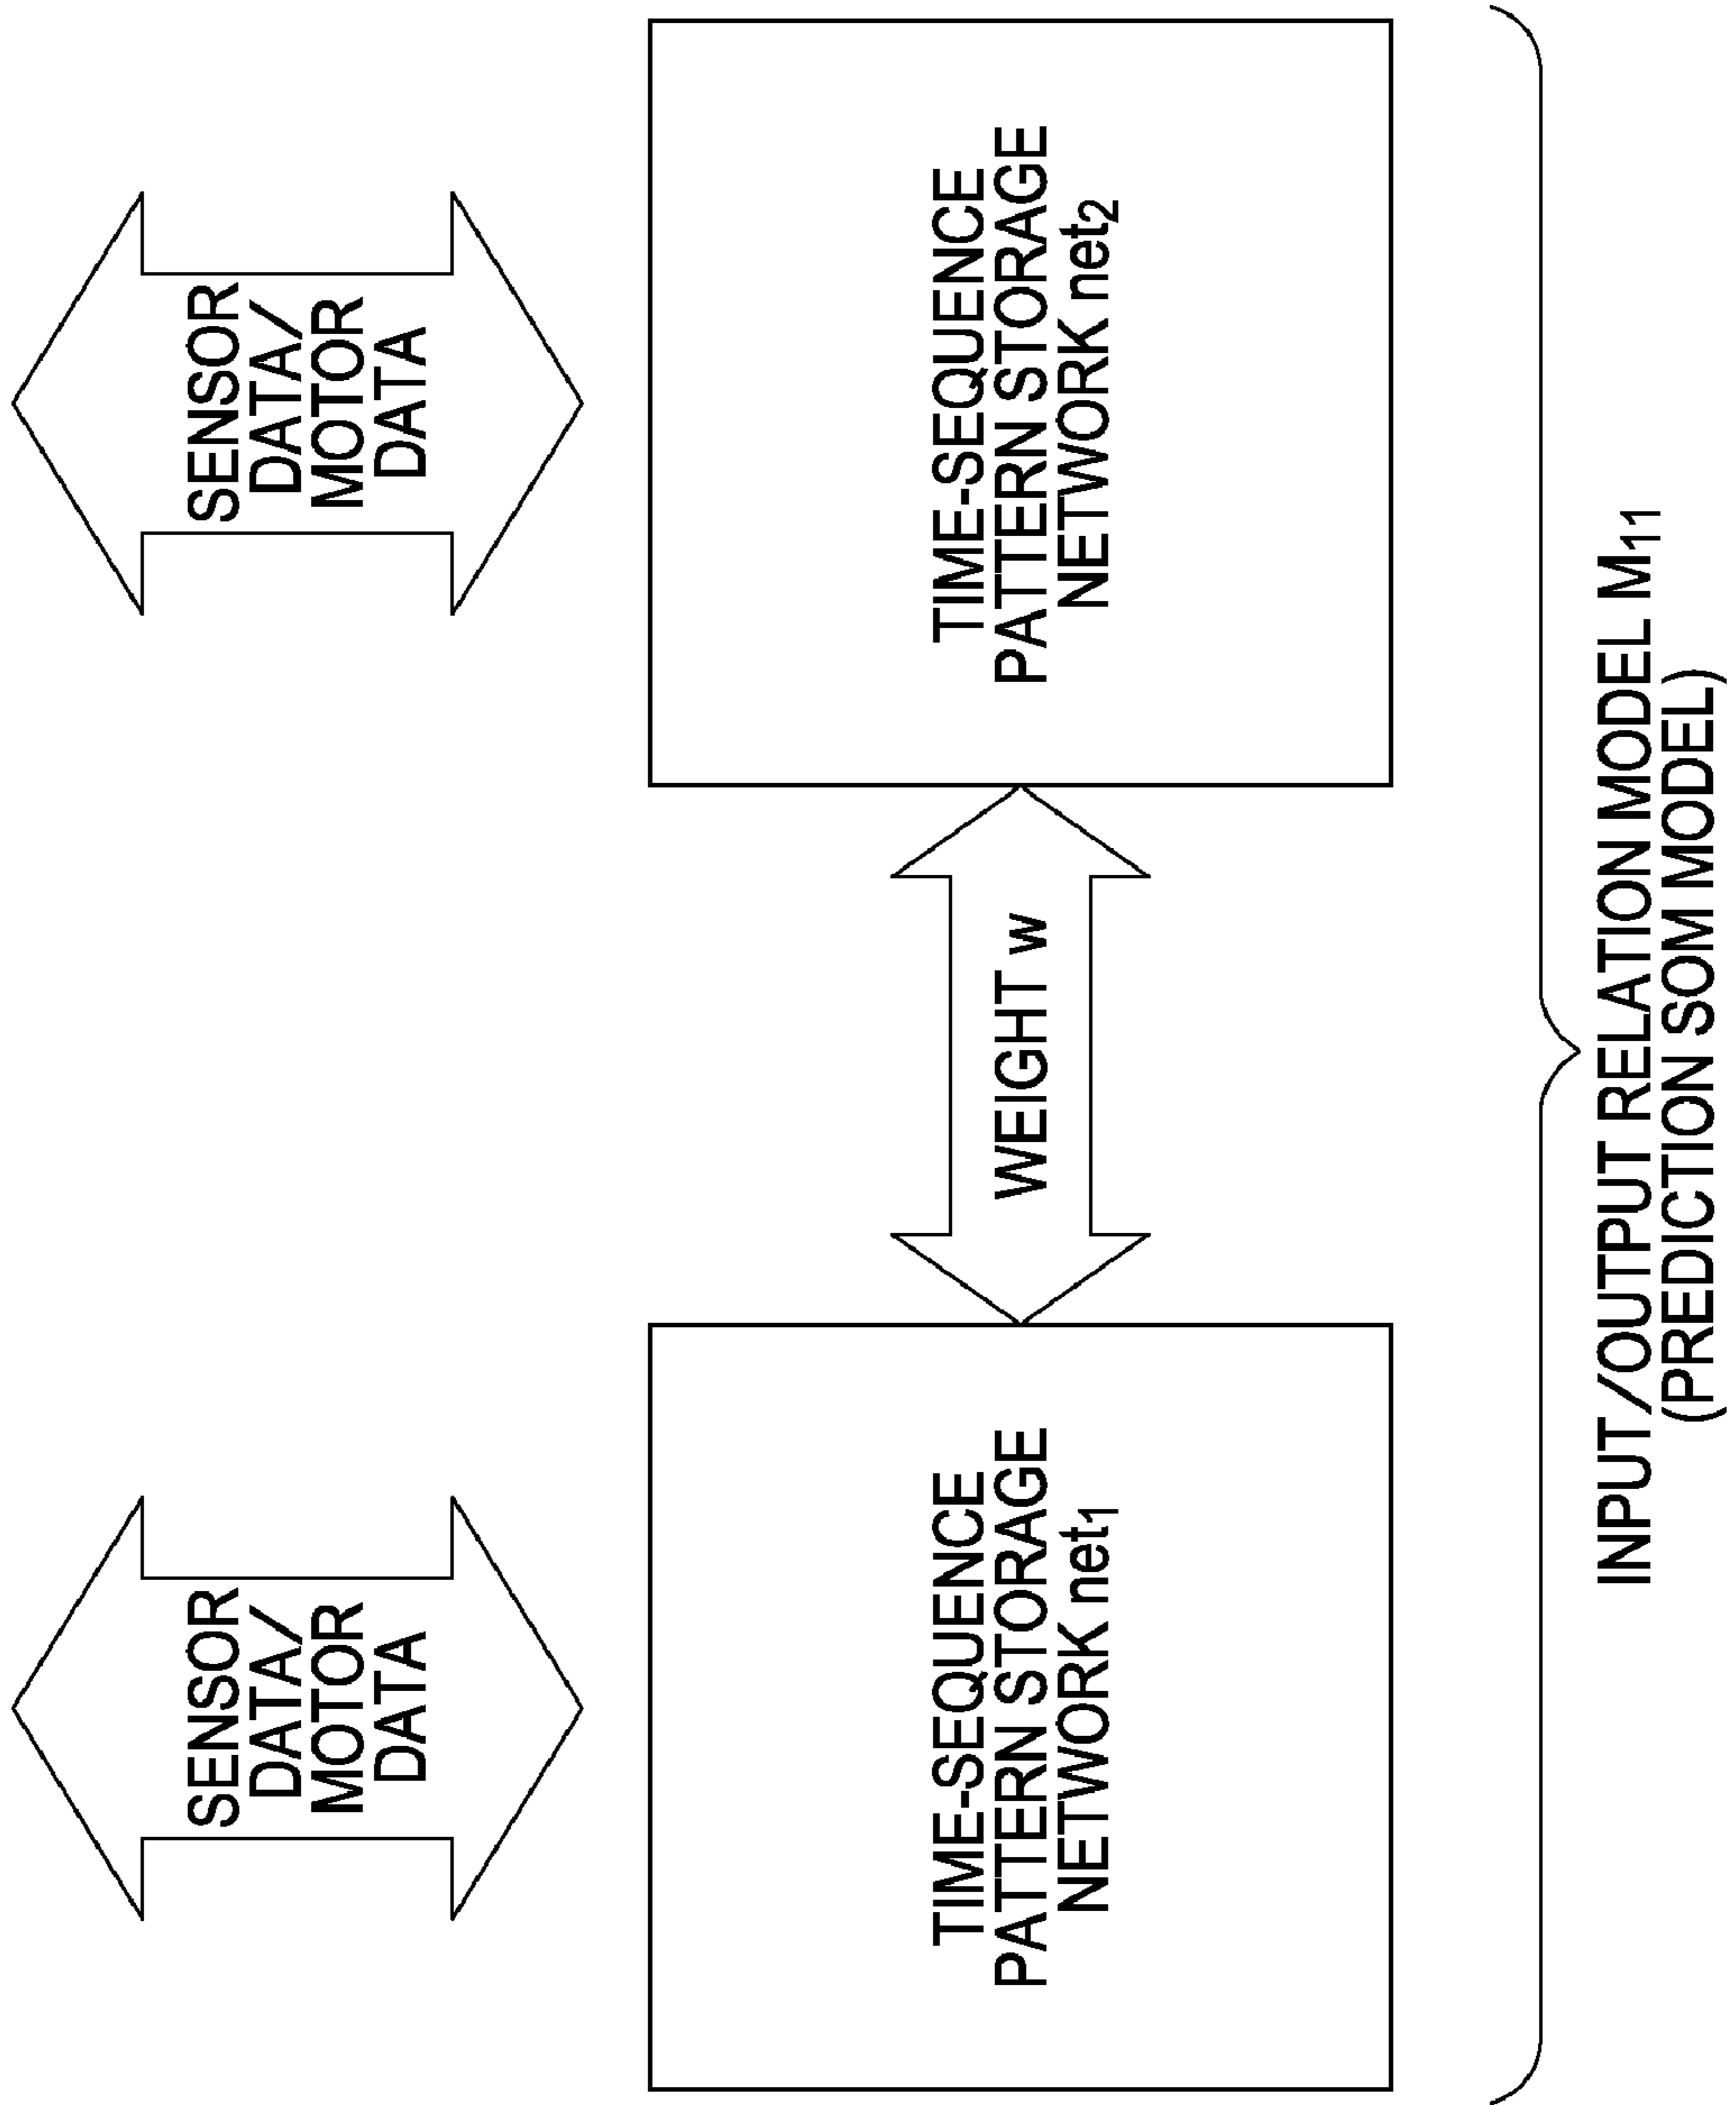 SENSOR
DATA/
MOTOR
DATA
SENSOR
DATA/
MOTOR
DATA
TIME-SEQUENCE
PATTERN STORAGE
NETWORK net₁
WEIGHT w
TIME-SEQUENCE
PATTERN STORAGE
NETWORK net₂
INPUT/OUTPUT RELATION MODEL M₁₁
(PREDICTION SOM MODEL)